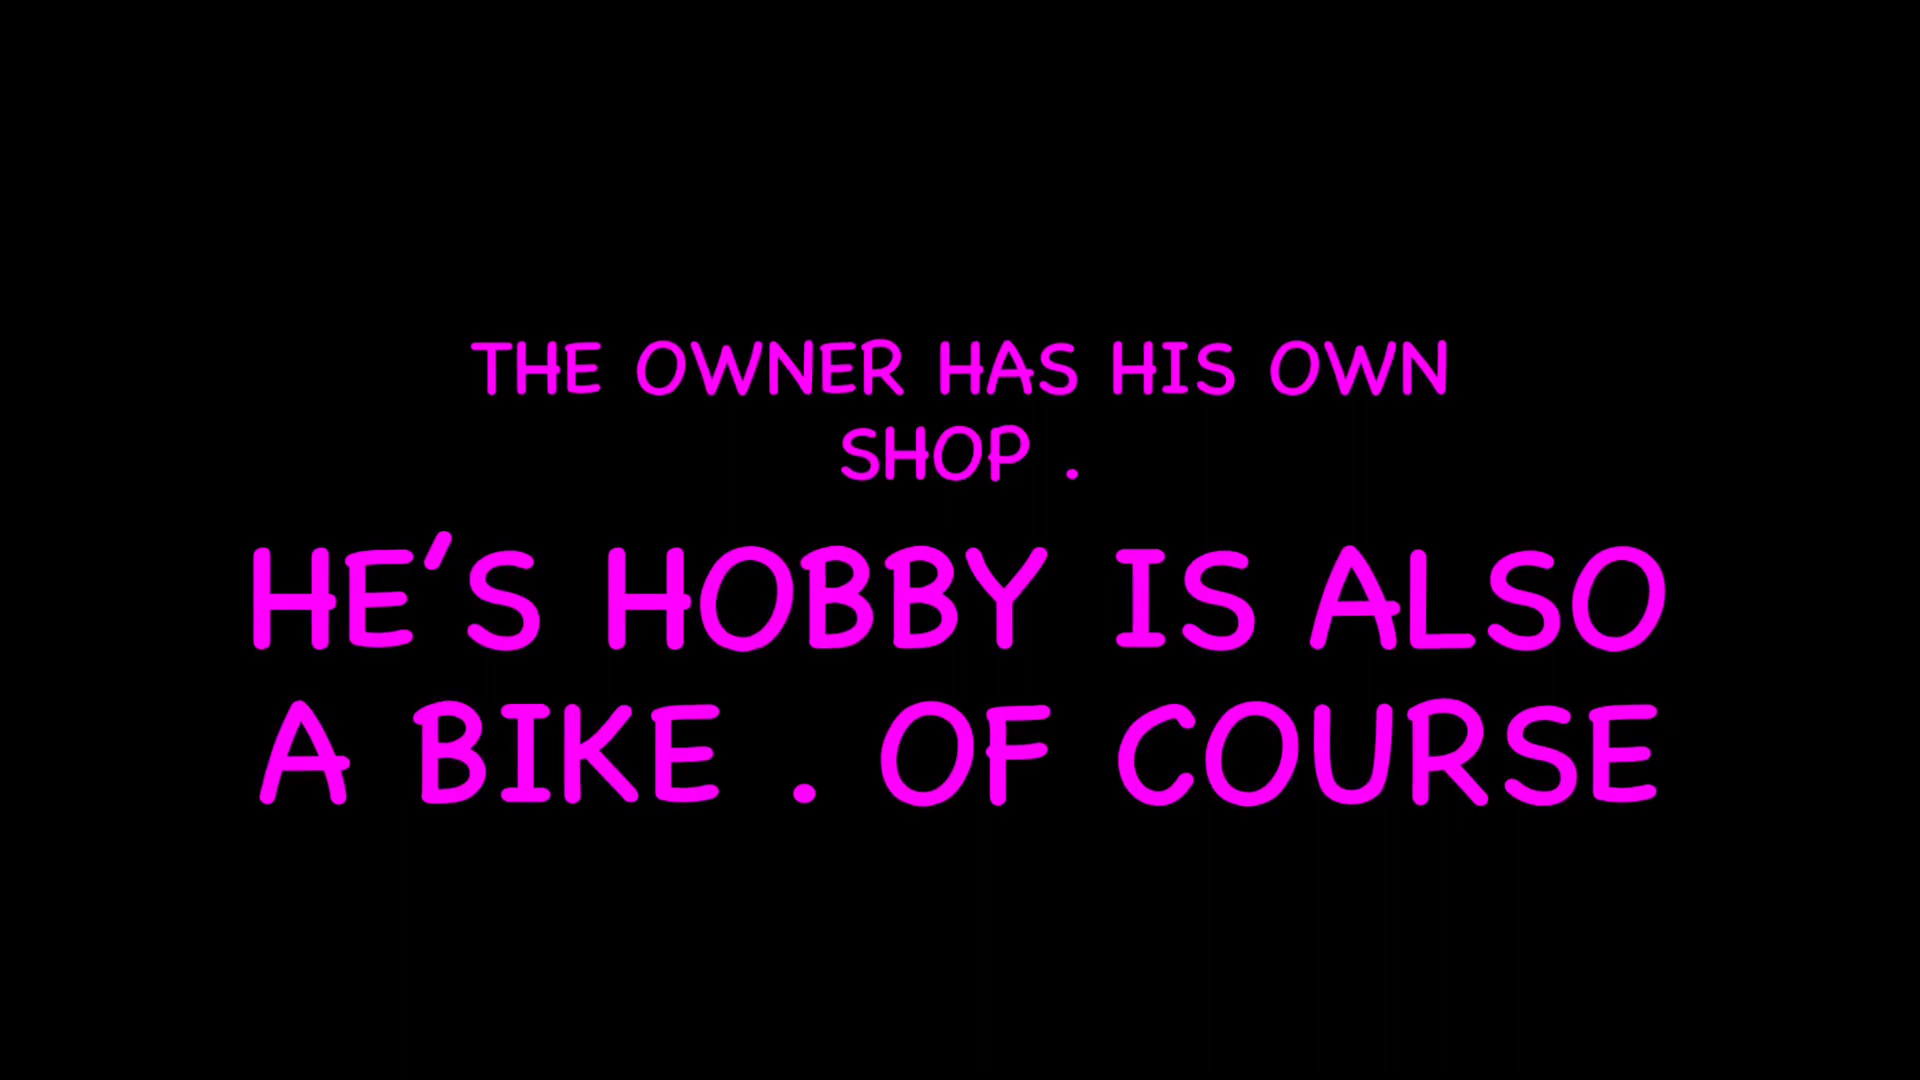 THE OWNER HAS HIS OWN
SHOP .
HE'S HOBBY IS ALSO
A BIKE . OF COURSE